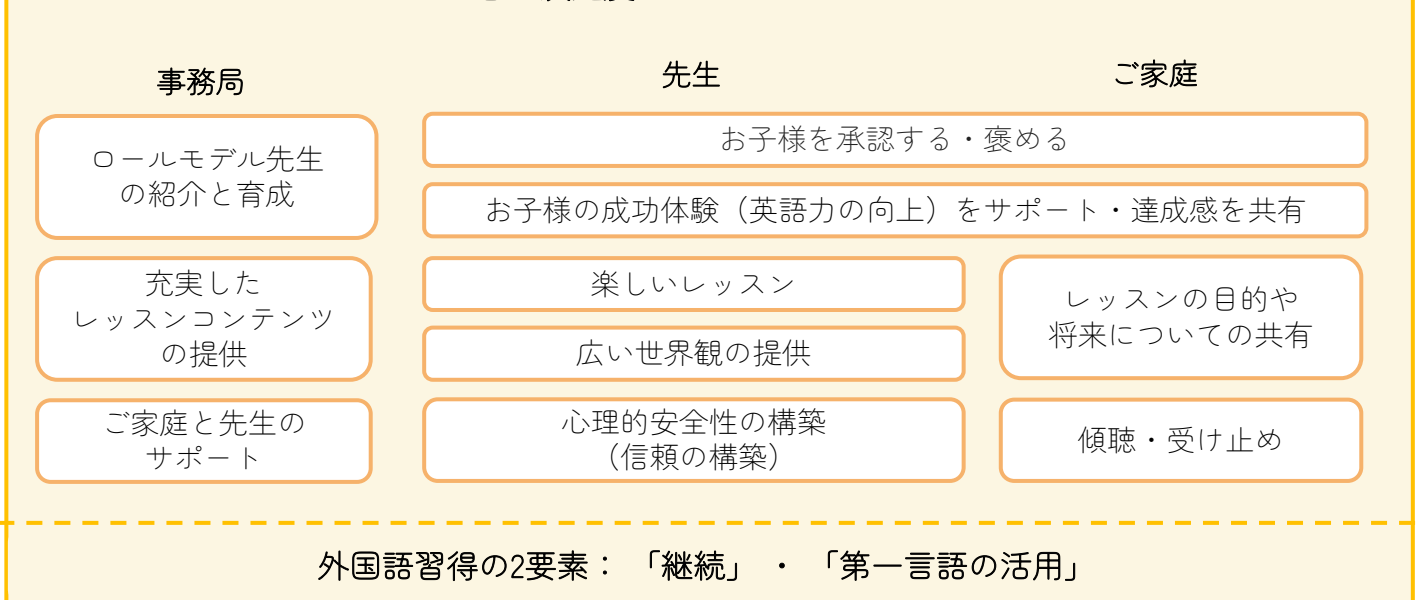 事務局
先生
ご家庭
ロールモデル先生
の紹介と育成
充実した
レッスンコンテンツ
の提供
ご家庭と先生の
サポート
お子様を承認する・褒める
お子様の成功体験（英語力の向上）をサポート・達成感を共有
楽しいレッスン
広い世界観の提供
心理的安全性の構築
（信頼の構築）
レッスンの目的や
将来についての共有
傾聴・受け止め
外国語習得の2要素：「継続」・「第一言語の活用」